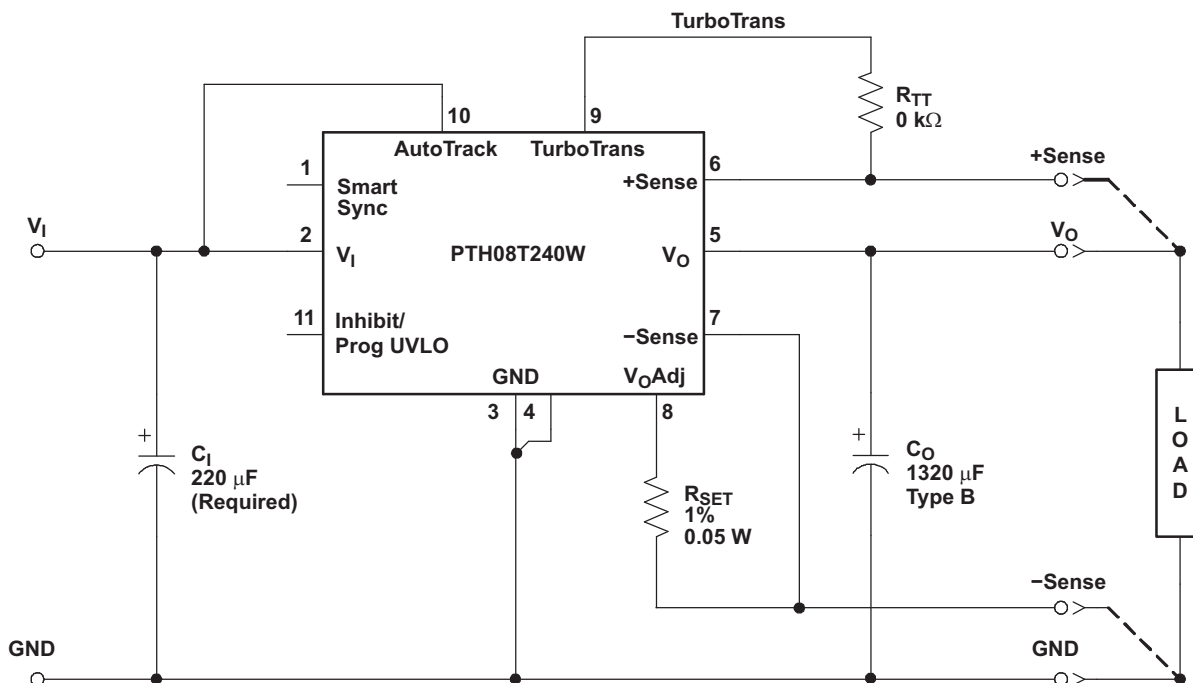 TurboTrans
R_TT
0 kΩ
10
9
AutoTrack
TurboTrans
1
6
+Sense
Smart
Sync
+Sense
V_I
2
V_I
PTH08T240W
V_O
5
V_O
11
Inhibit/
Prog UVLO
−Sense
7
GND
V_OAdj
3
4
8
+
C_I
220 μF
(Required)
R_SET
1%
0.05 W
+
C_O
1320 μF
Type B
LOAD
−Sense
GND
GND